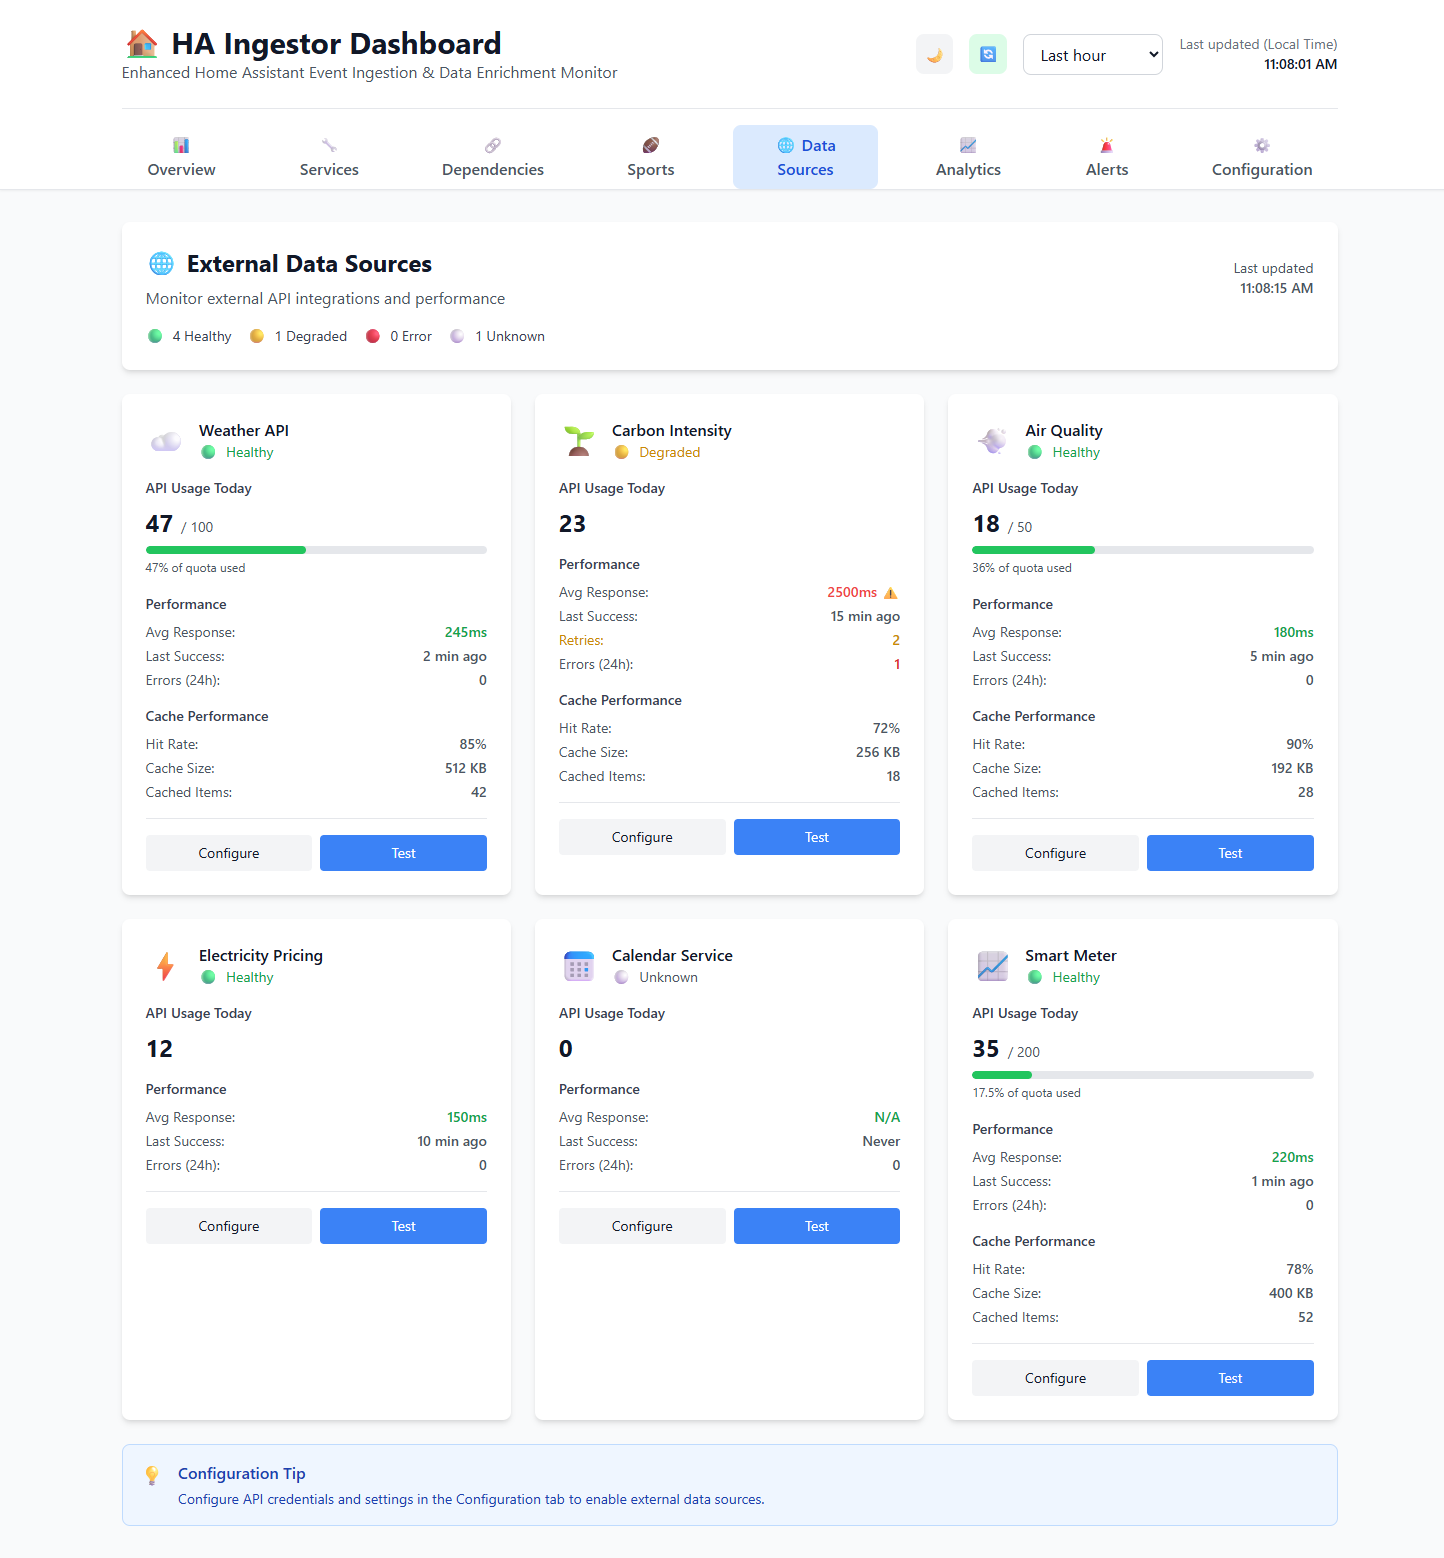 HA Ingestor Dashboard
Enhanced Home Assistant Event Ingestion & Data Enrichment Monitor
Last hour
Last updated (Local Time)
11:08:01 AM
Overview
Services
Dependencies
Sports
Data
Sources
Analytics
Alerts
Configuration
External Data Sources
Monitor external API integrations and performance
4 Healthy
1 Degraded
0 Error
1 Unknown
Last updated
11:08:15 AM
Weather API
Healthy
API Usage Today
47 / 100
47% of quota used
Performance
Avg Response: 245ms
Last Success: 2 min ago
Errors (24h): 0
Cache Performance
Hit Rate: 85%
Cache Size: 512 KB
Cached Items: 42
Configure
Test
Carbon Intensity
Degraded
API Usage Today
23
Performance
Avg Response: 2500ms
Last Success: 15 min ago
Retries: 2
Errors (24h): 1
Cache Performance
Hit Rate: 72%
Cache Size: 256 KB
Cached Items: 18
Configure
Test
Air Quality
Healthy
API Usage Today
18 / 50
36% of quota used
Performance
Avg Response: 180ms
Last Success: 5 min ago
Errors (24h): 0
Cache Performance
Hit Rate: 90%
Cache Size: 192 KB
Cached Items: 28
Configure
Test
Electricity Pricing
Healthy
API Usage Today
12
Performance
Avg Response: 150ms
Last Success: 10 min ago
Errors (24h): 0
Configure
Test
Calendar Service
Unknown
API Usage Today
0
Performance
Avg Response: N/A
Last Success: Never
Errors (24h): 0
Configure
Test
Smart Meter
Healthy
API Usage Today
35 / 200
17.5% of quota used
Performance
Avg Response: 220ms
Last Success: 1 min ago
Errors (24h): 0
Cache Performance
Hit Rate: 78%
Cache Size: 400 KB
Cached Items: 52
Configure
Test
Configuration Tip
Configure API credentials and settings in the Configuration tab to enable external data sources.